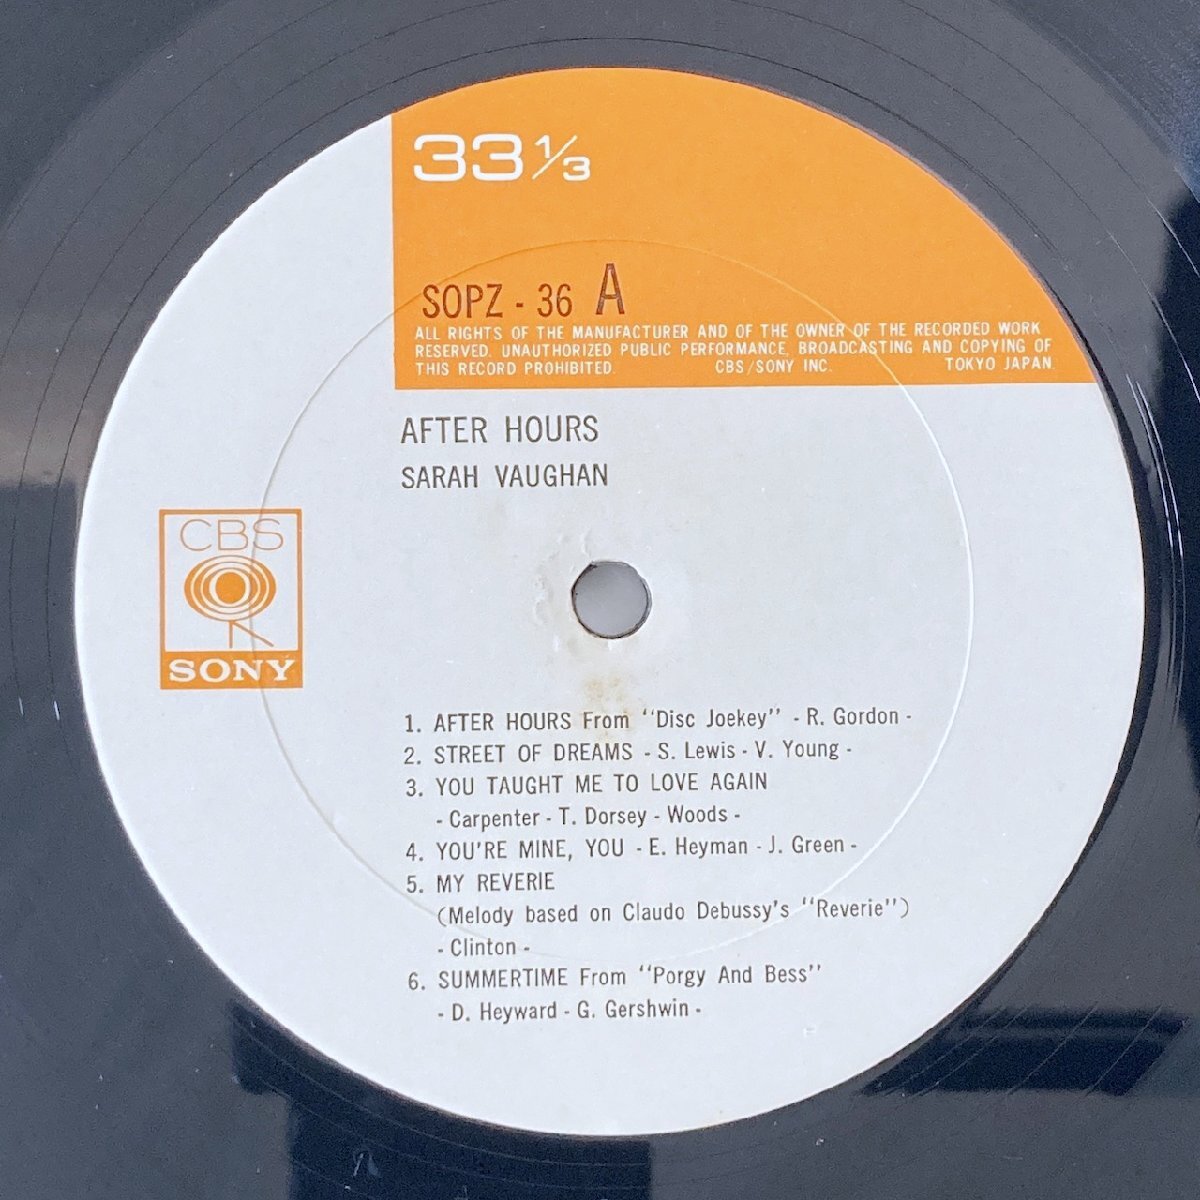 33 1/3
SOPZ - 36 A
ALL RIGHTS OF THE MANUFACTURER AND OF THE OWNER OF THE RECORDED WORK
RESERVED. UNAUTHORIZED PUBLIC PERFORMANCE, BROADCASTING AND COPYING OF
THIS RECORD PROHIBITED. CBS/SONY INC. TOKYO JAPAN.
AFTER HOURS
SARAH VAUGHAN
CBS
SONY
1. AFTER HOURS From "Disc Joekey" - R. Gordon -
2. STREET OF DREAMS - S. Lewis - V. Young -
3. YOU TAUGHT ME TO LOVE AGAIN
- Carpenter - T. Dorsey - Woods -
4. YOU'RE MINE, YOU - E. Heyman - J. Green -
5. MY REVERIE
(Melody based on Claudo Debussy's "Reverie")
- Clinton -
6. SUMMERTIME From "Porgy And Bess"
- D. Heyward - G. Gershwin -